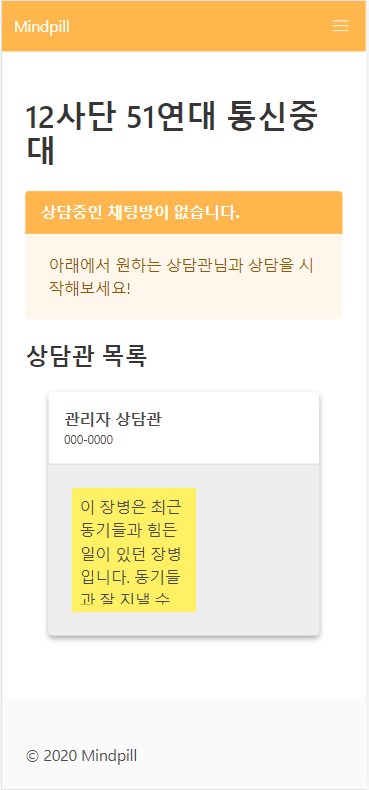 Mindpill
12사단 51연대 통신중
대
상담중인 채팅방이 없습니다.
아래에서 원하는 상담관님과 상담을 시
작해보세요!
상담관 목록
관리자 상담관
000-0000
이 장병은 최근
동기들과 힘든
일이 있던 장병
입니다. 동기들
과 잘 지낼 수
© 2020 Mindpill